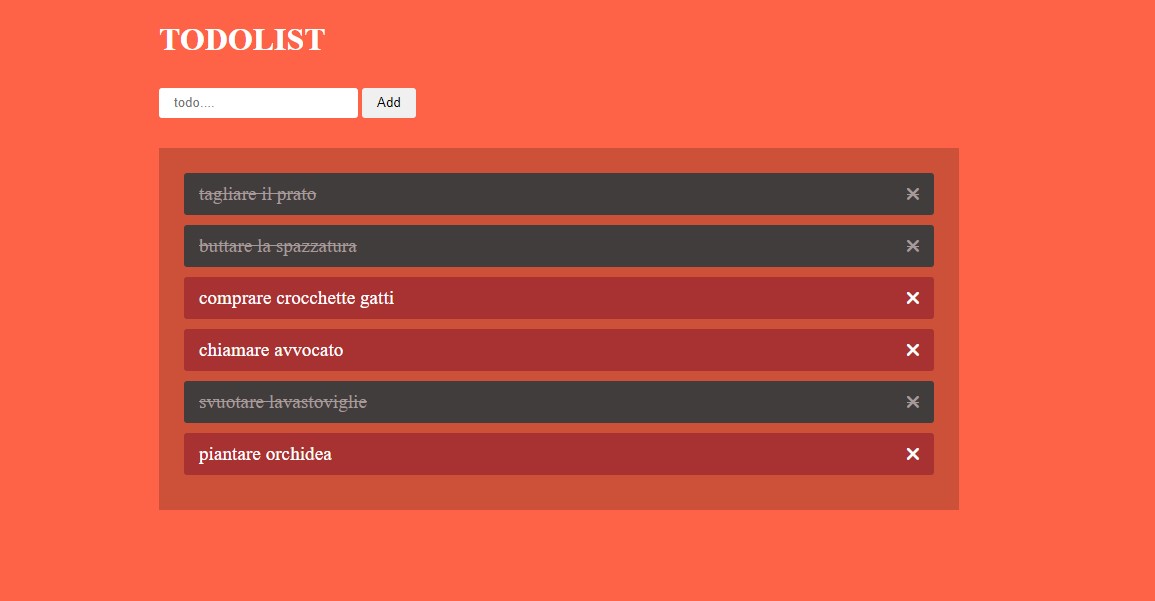 TODOLIST
todo....
Add
tagliare il prato
buttare la spazzatura
comprare crocchette gatti
chiamare avvocato
svuotare lavastoviglie
piantare orchidea